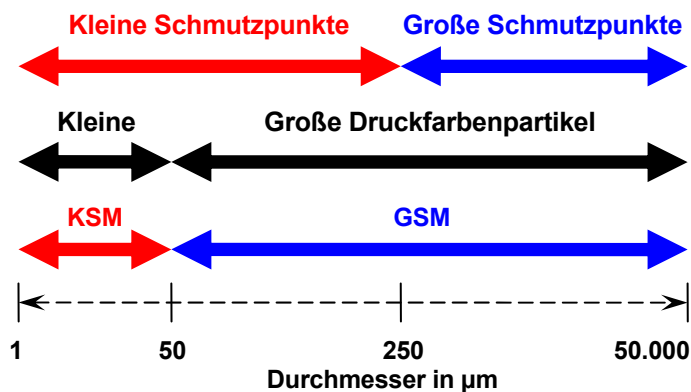 Kleine Schmutzpunkte Große Schmutzpunkte
Kleine Große Druckfarbenpartikel
KSM GSM
1 50 250 50.000
Durchmesser in µm